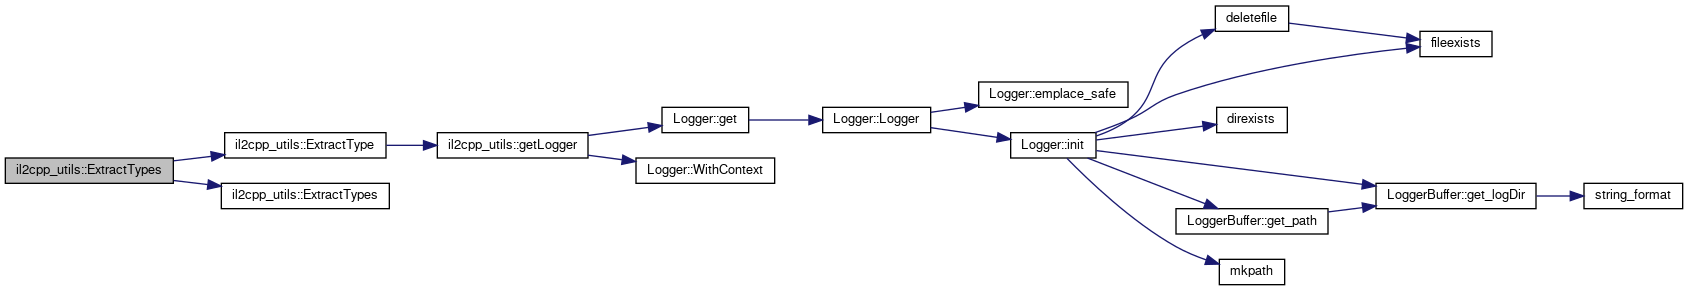 il2cpp_utils::ExtractTypes
il2cpp_utils::ExtractType
il2cpp_utils::ExtractTypes
il2cpp_utils::getLogger
Logger::get
Logger::WithContext
Logger::Logger
Logger::emplace_safe
Logger::init
deletefile
fileexists
direxists
LoggerBuffer::get_logDir
LoggerBuffer::get_path
string_format
mkpath